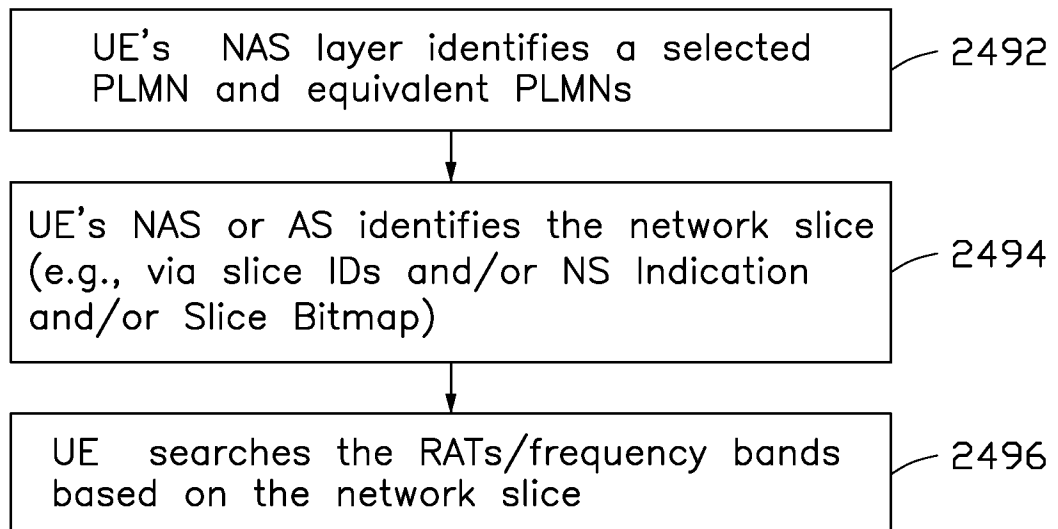 UE's NAS layer identifies a selected
PLMN and equivalent PLMNs
2492
UE's NAS or AS identifies the network slice
(e.g., via slice IDs and/or NS Indication
and/or Slice Bitmap)
2494
UE searches the RATs/frequency bands
based on the network slice
2496